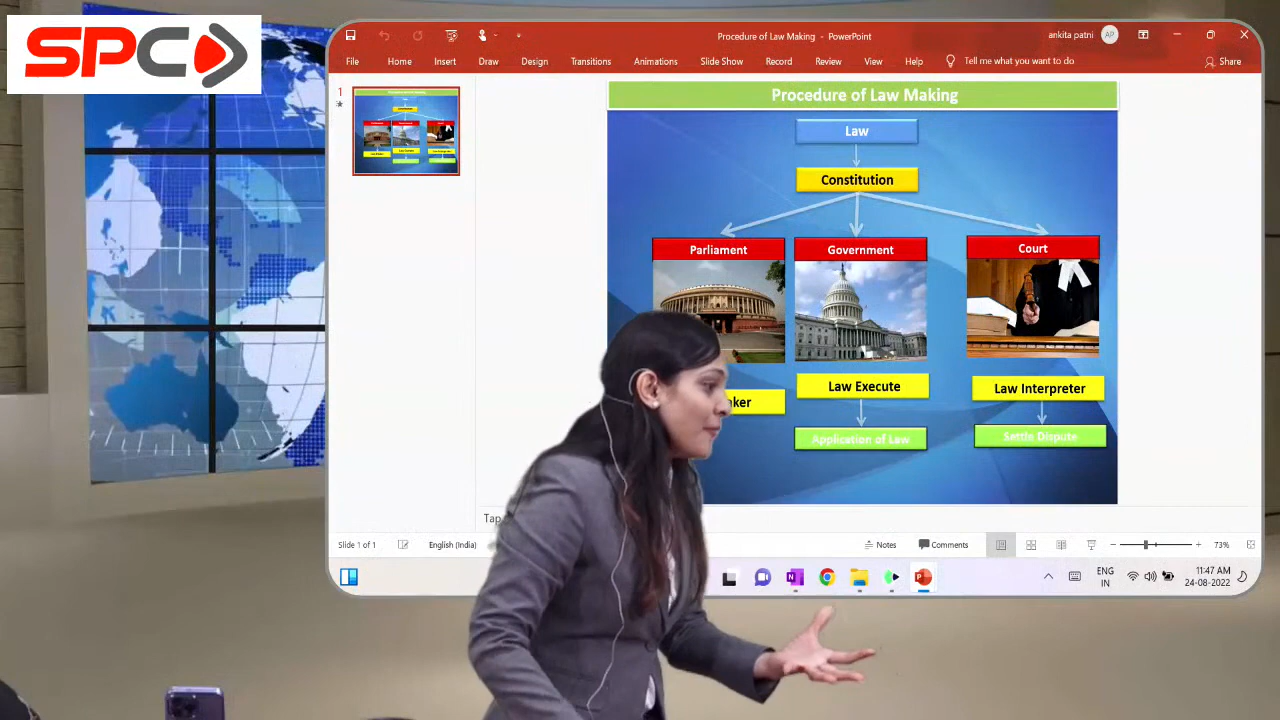 SPC
Procedure of Law Making - PowerPoint
ankita patni
AP
File
Home
Insert
Draw
Design
Transitions
Animations
Slide Show
Record
Review
View
Help
Tell me what you want to do
Share
1
Procedure of Law Making
Law
Constitution
Parliament
Government
Court
Law Execute
Law Interpreter
Application of Law
Settle Dispute
Tap
Slide 1 of 1
English (India)
Notes
Comments
73%
ENG
IN
11:47 AM
24-08-2022